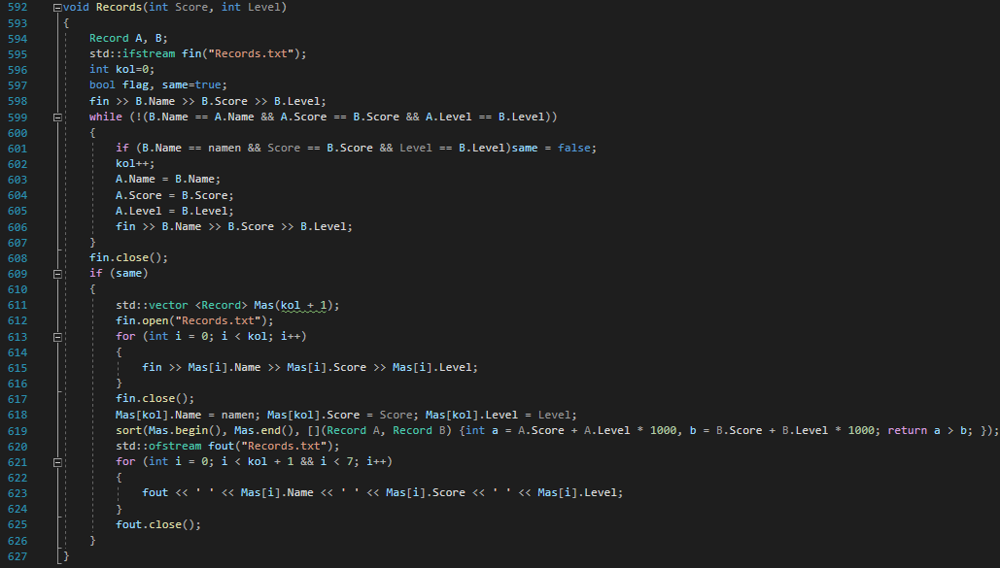 592 void Records(int Score, int Level)
593 {
594 Record A, B;
595 std::ifstream fin("Records.txt");
596 int kol=0;
597 bool flag, same=true;
598 fin >> B.Name >> B.Score >> B.Level;
599 while (!(B.Name == A.Name && A.Score == B.Score && A.Level == B.Level))
600 {
601 if (B.Name == namen && Score == B.Score && Level == B.Level)same = false;
602 kol++;
603 A.Name = B.Name;
604 A.Score = B.Score;
605 A.Level = B.Level;
606 fin >> B.Name >> B.Score >> B.Level;
607 }
608 fin.close();
609 if (same)
610 {
611 std::vector <Record> Mas(kol + 1);
612 fin.open("Records.txt");
613 for (int i = 0; i < kol; i++)
614 {
615 fin >> Mas[i].Name >> Mas[i].Score >> Mas[i].Level;
616 }
617 fin.close();
618 Mas[kol].Name = namen; Mas[kol].Score = Score; Mas[kol].Level = Level;
619 sort(Mas.begin(), Mas.end(), [](Record A, Record B) {int a = A.Score + A.Level * 1000, b = B.Score + B.Level * 1000; return a > b; });
620 std::ofstream fout("Records.txt");
621 for (int i = 0; i < kol + 1 && i < 7; i++)
622 {
623 fout << ' ' << Mas[i].Name << ' ' << Mas[i].Score << ' ' << Mas[i].Level;
624 }
625 fout.close();
626 }
627 }